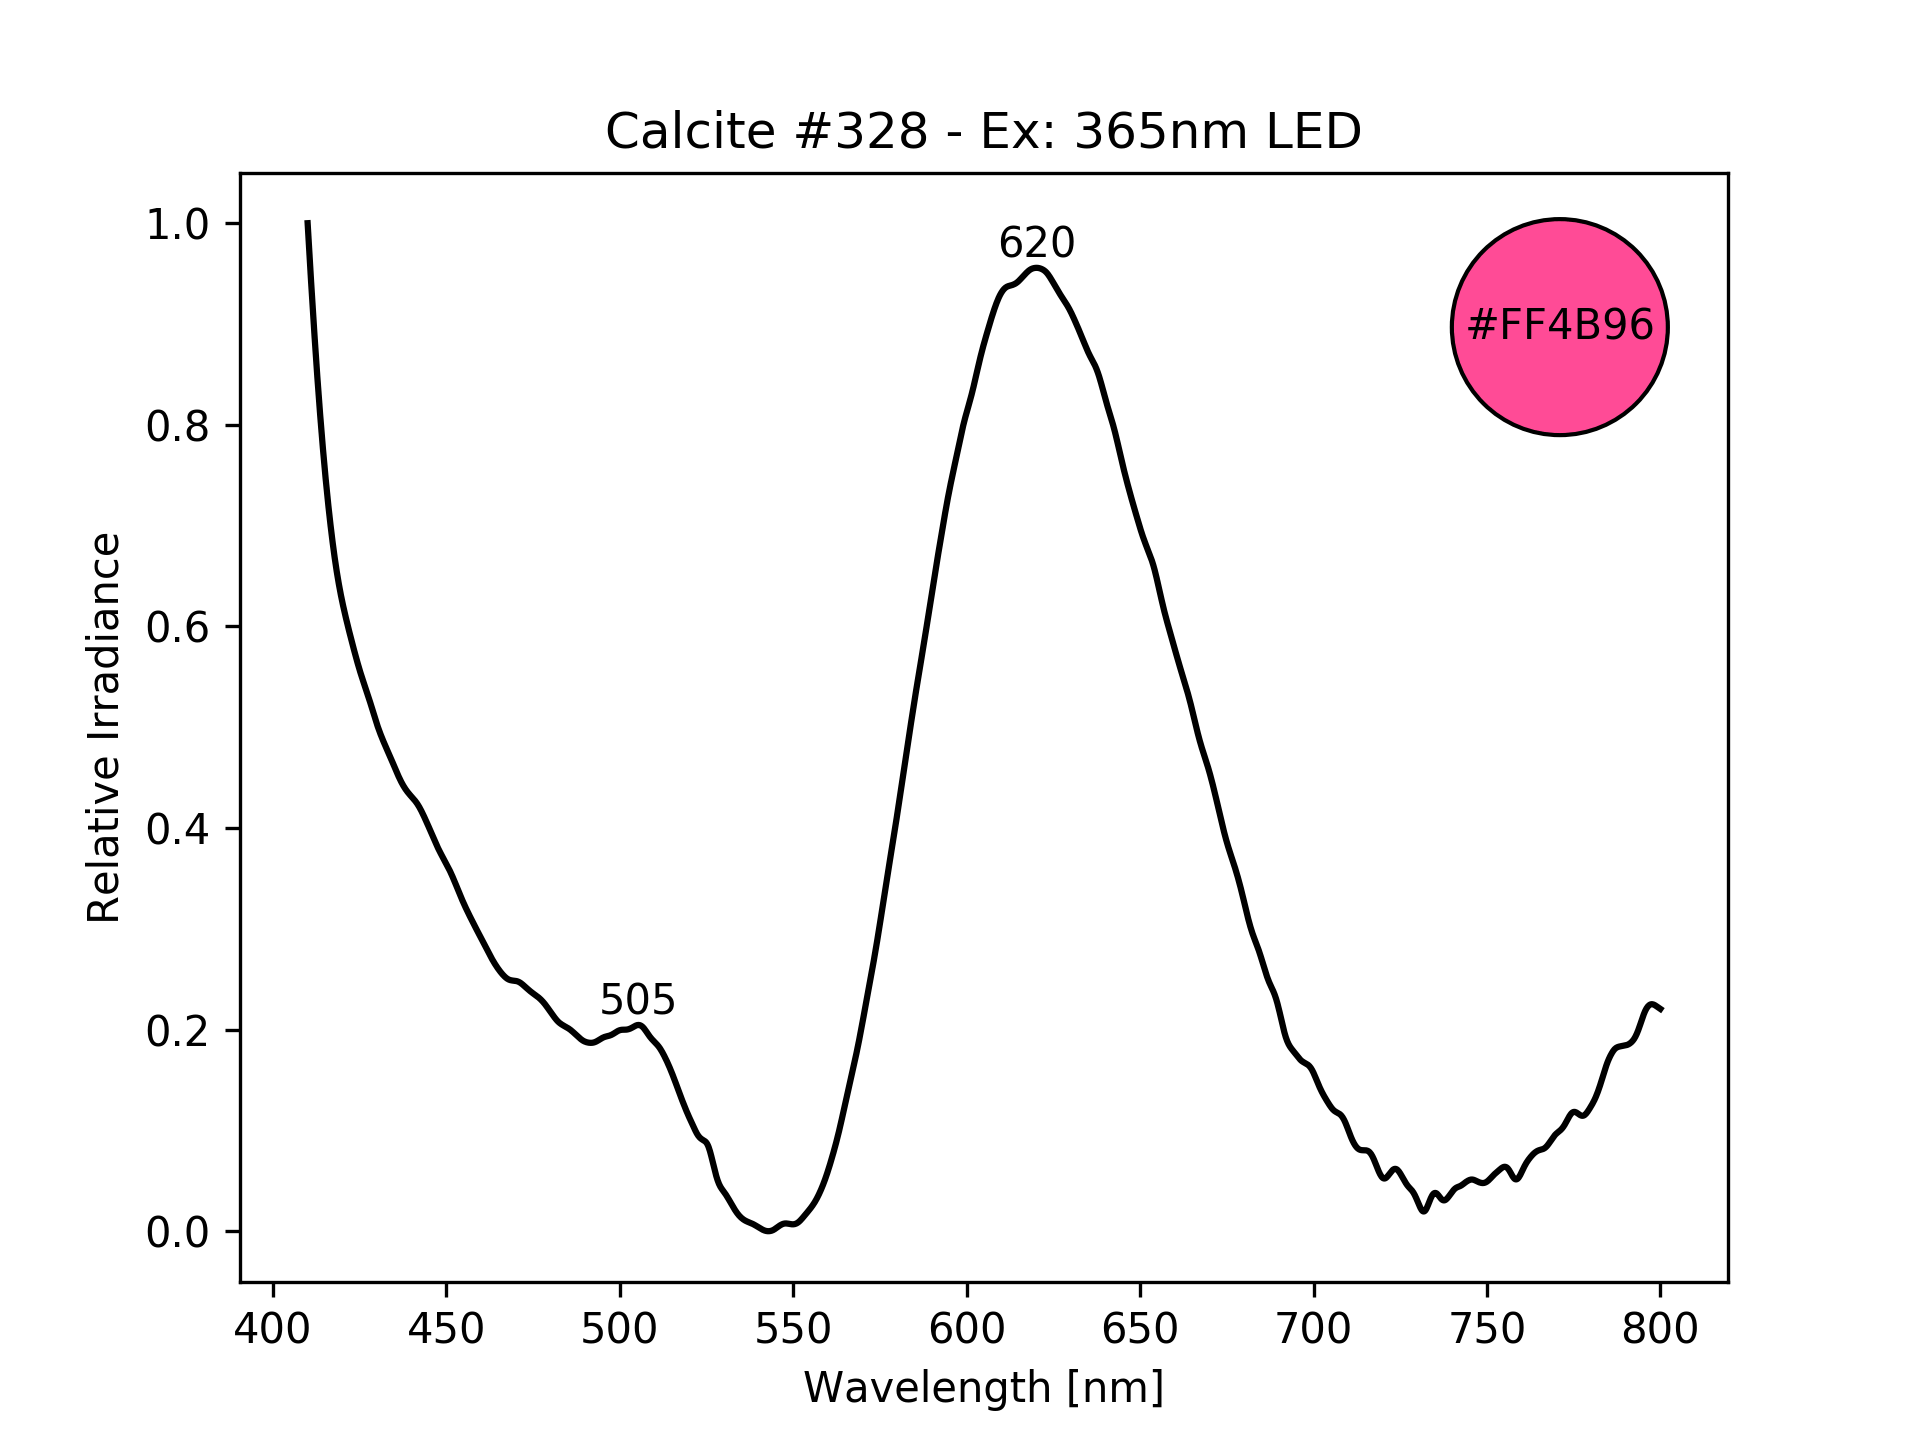 Calcite #328 - Ex: 365nm LED
1.0
0.8
0.6
0.4
0.2
0.0
Relative Irradiance
620
505
#FF4B96
400 450 500 550 600 650 700 750 800
Wavelength [nm]